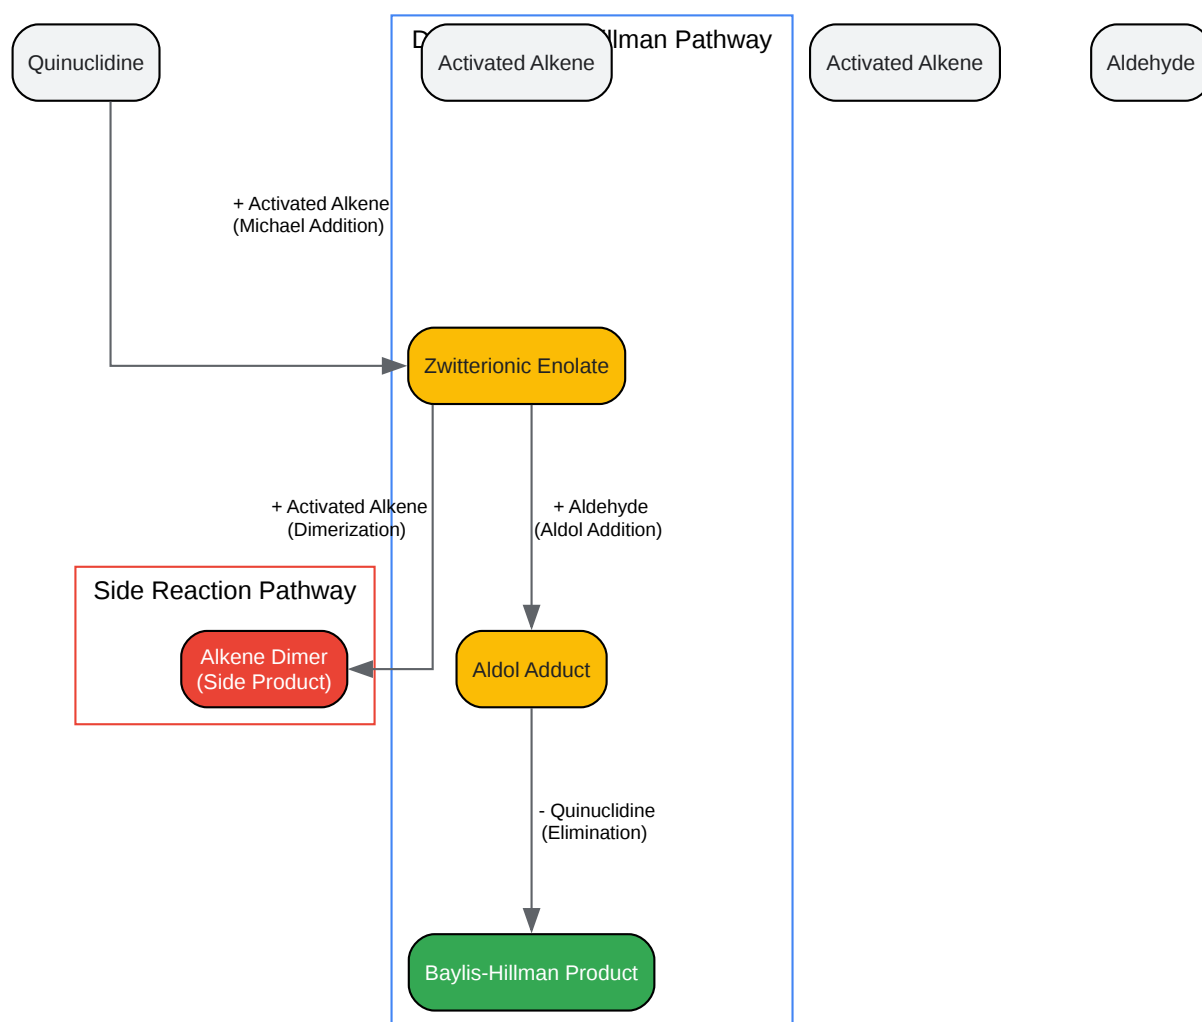 Quinuclidine
Hillman Pathway
Activated Alkene
Activated Alkene
Aldehyde
+ Activated Alkene
(Michael Addition)
Zwitterionic Enolate
+ Activated Alkene
(Dimerization)
+ Aldehyde
(Aldol Addition)
Side Reaction Pathway
Alkene Dimer
(Side Product)
Aldol Adduct
- Quinuclidine
(Elimination)
Baylis-Hillman Product